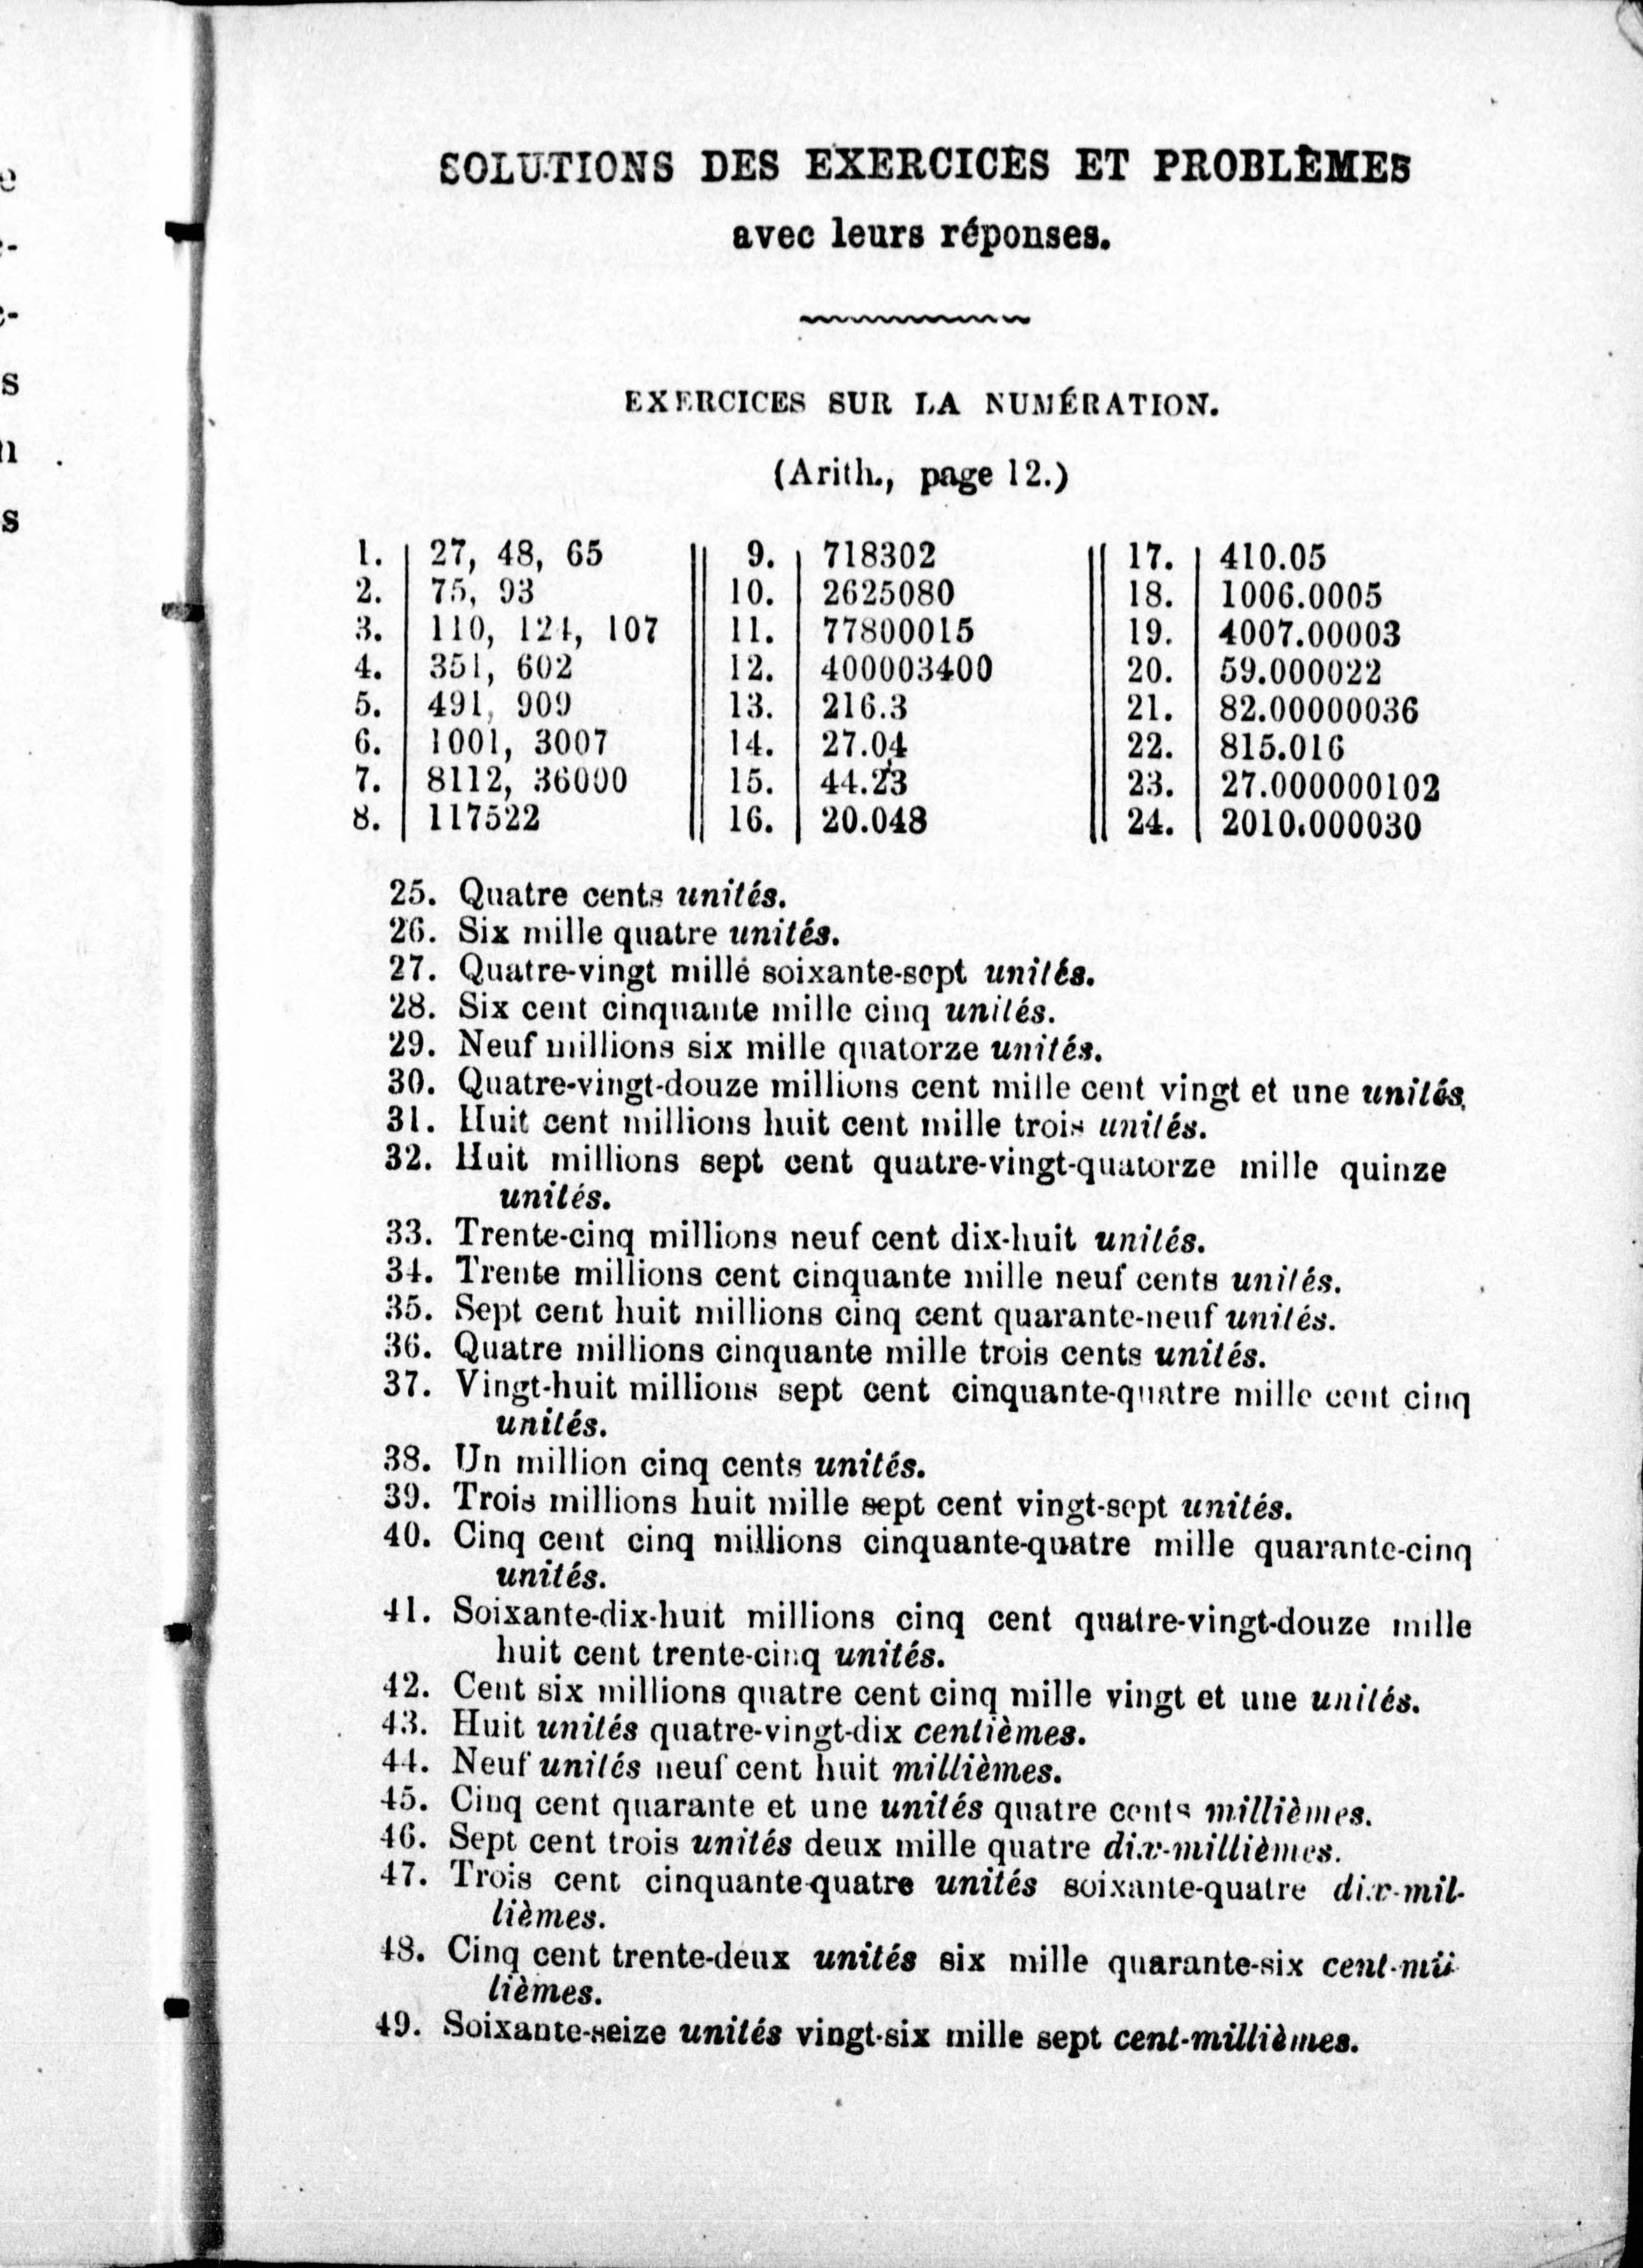 SOLUTIONS DES EXERCICES ET PROBLÈMES
avec leurs réponses.
EXERCICES SUR LA NUMÉRATION.
(Arith., page 12.)
1. 27, 48, 65
2. 75, 93
3. 110, 124, 107
4. 351, 602
5. 491, 909
6. 1001, 3007
7. 8112, 36000
8. 117522
9. 718302
10. 2625080
11. 77800015
12. 400003400
13. 216.3
14. 27.04
15. 44.23
16. 20.048
17. 410.05
18. 1006.0005
19. 4007.00003
20. 59.000022
21. 82.00000036
22. 815.016
23. 27.000000102
24. 2010.000030
25. Quatre cents unités.
26. Six mille quatre unités.
27. Quatre-vingt mille soixante-sept unités.
28. Six cent cinquante mille cinq unités.
29. Neuf millions six mille quatorze unités.
30. Quatre-vingt-douze millions cent mille cent vingt et une unités.
31. Huit cent millions huit cent mille trois unités.
32. Huit millions sept cent quatre-vingt-quatorze mille quinze
unités.
33. Trente-cinq millions neuf cent dix-huit unités.
34. Trente millions cent cinquante mille neuf cents unités.
35. Sept cent huit millions cinq cent quarante-neuf unités.
36. Quatre millions cinquante mille trois cents unités.
37. Vingt-huit millions sept cent cinquante-quatre mille cent cinq
unités.
38. Un million cinq cents unités.
39. Trois millions huit mille sept cent vingt-sept unités.
40. Cinq cent cinq millions cinquante-quatre mille quarante-cinq
unités.
41. Soixante-dix-huit millions cinq cent quatre-vingt-douze mille
huit cent trente-cinq unités.
42. Cent six millions quatre cent cinq mille vingt et une unités.
43. Huit unités quatre-vingt-dix centièmes.
44. Neuf unités neuf cent huit millièmes.
45. Cinq cent quarante et une unités quatre cents millièmes.
46. Sept cent trois unités deux mille quatre dix-millièmes.
47. Trois cent cinquante-quatre unités soixante-quatre dix-mil-
lièmes.
48. Cinq cent trente-deux unités six mille quarante-six cent-mil-
lièmes.
49. Soixante-seize unités vingt-six mille sept cent-millièmes.